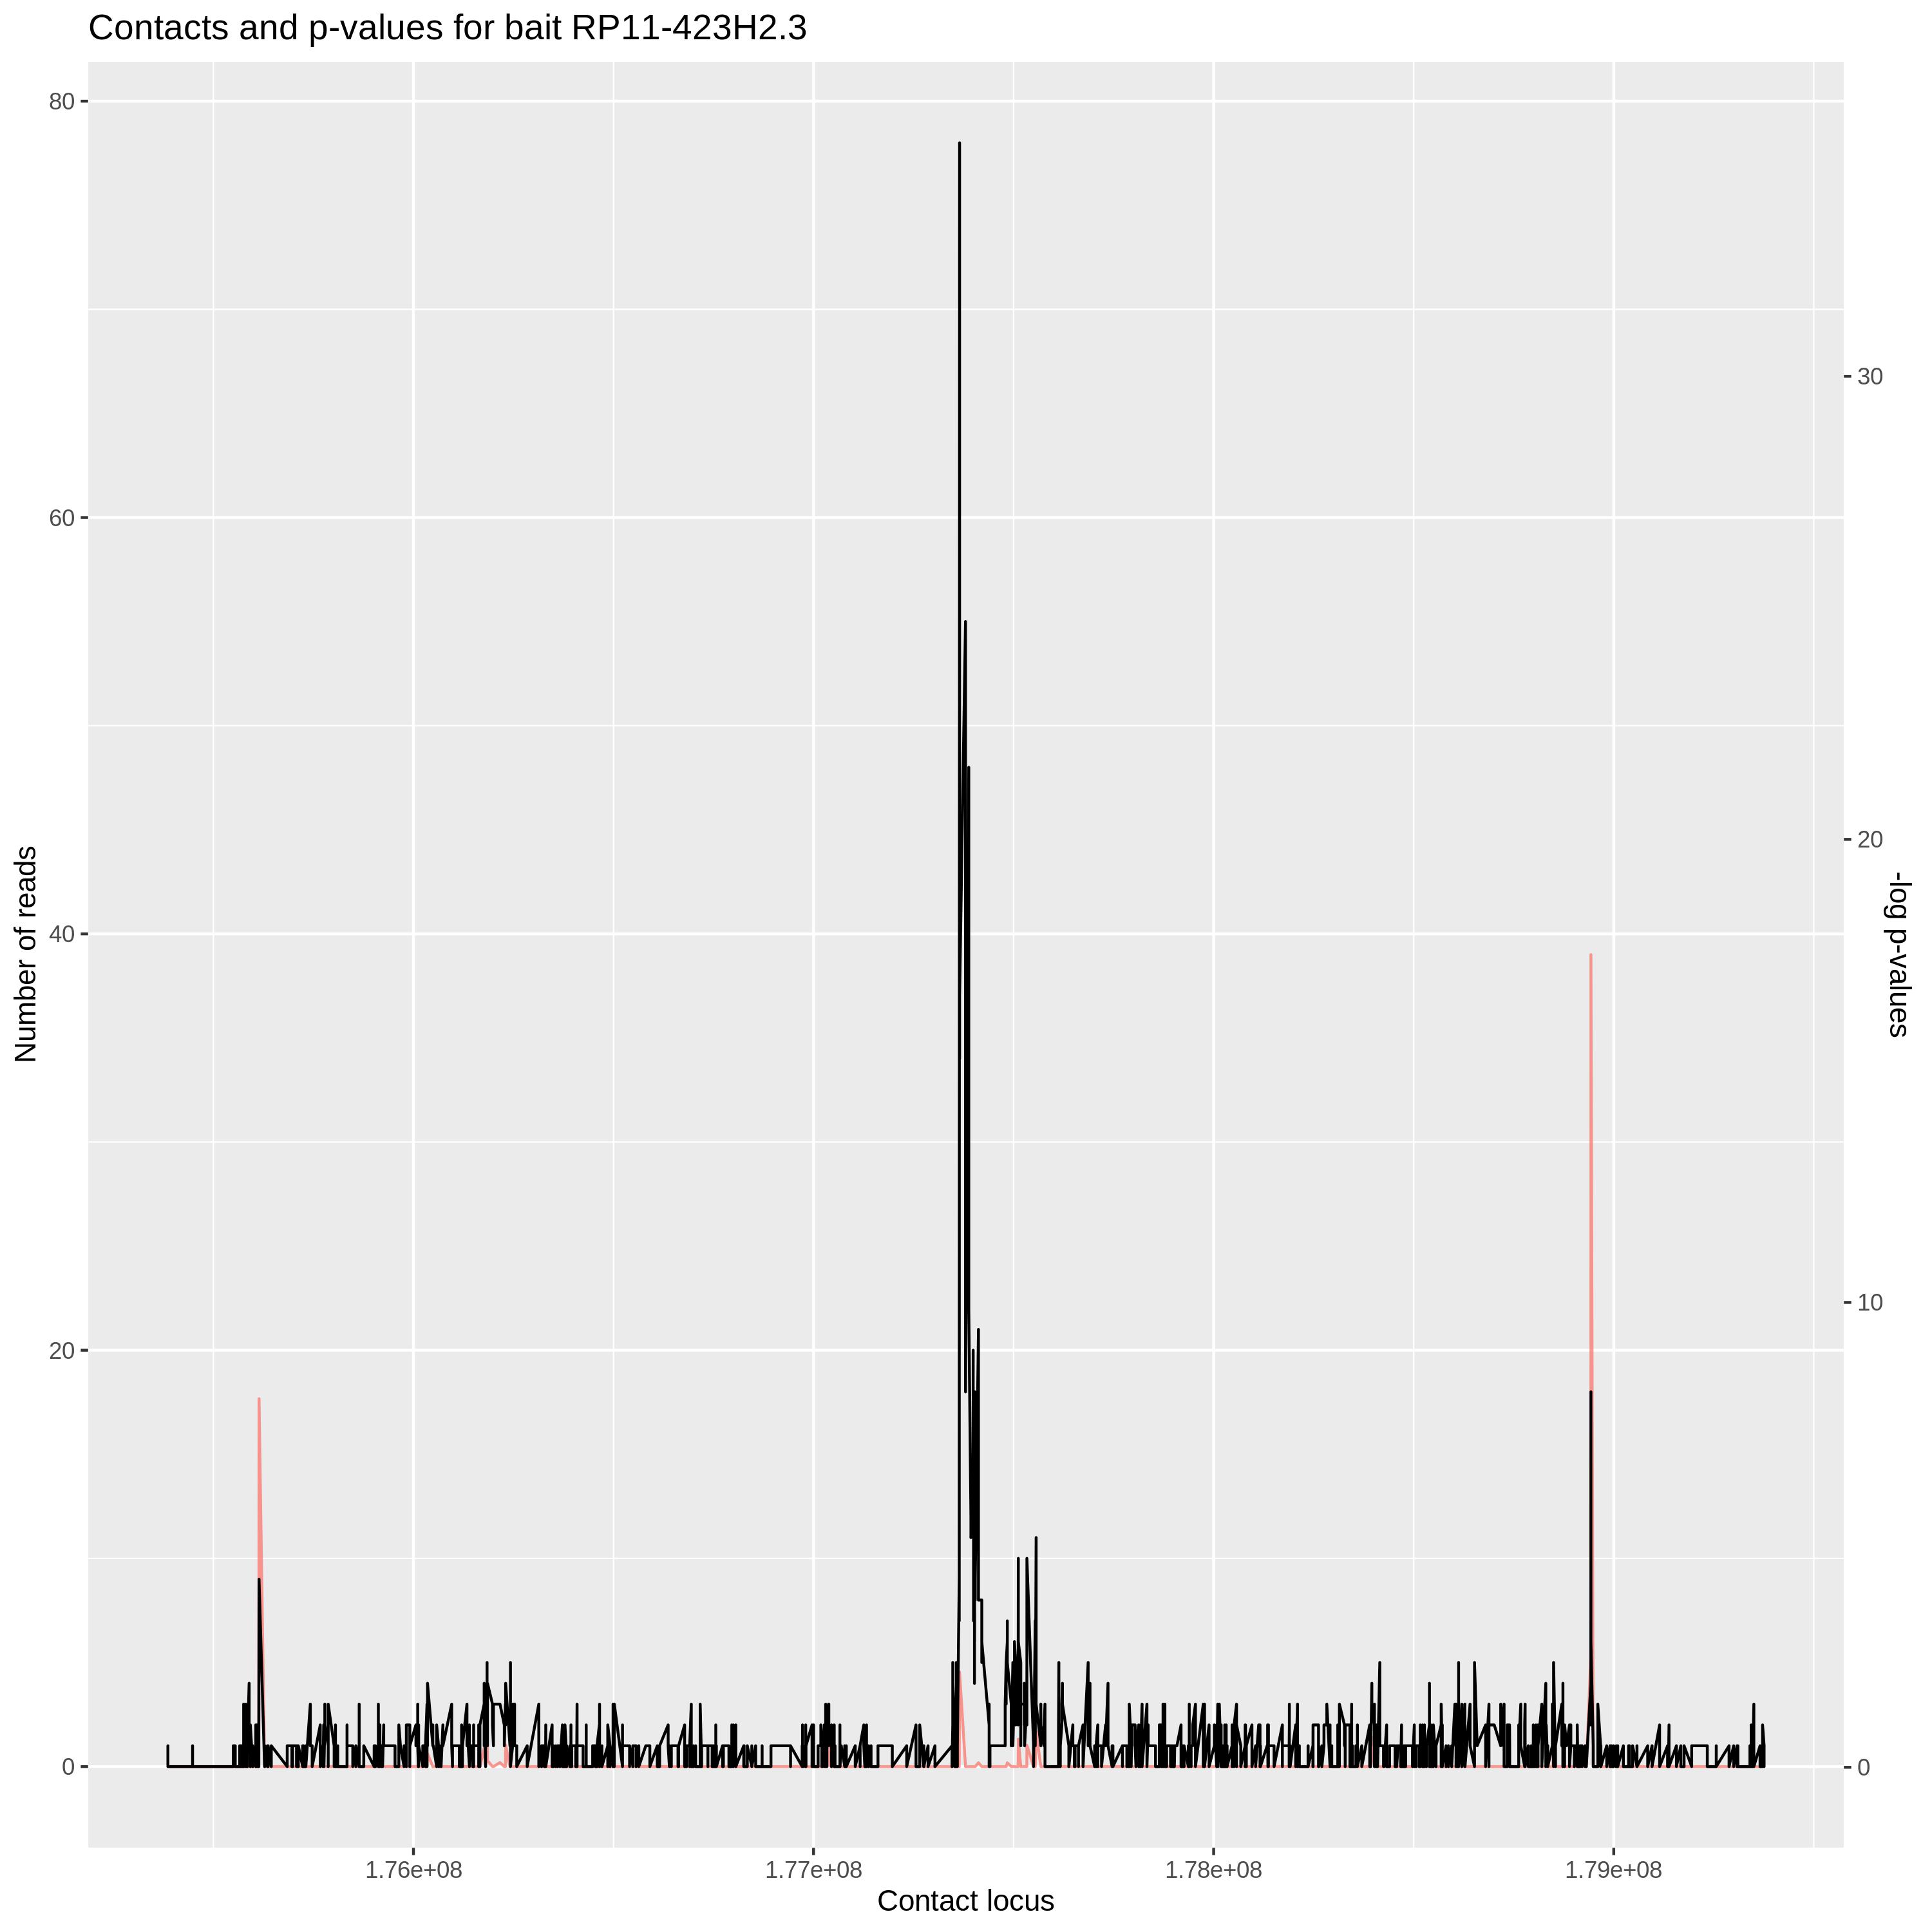 Contacts and p-values for bait RP11-423H2.3
80
60
40
20
0
Number of reads
30
20
10
0
-log p-values
1.76e+08 1.77e+08 1.78e+08 1.79e+08
Contact locus